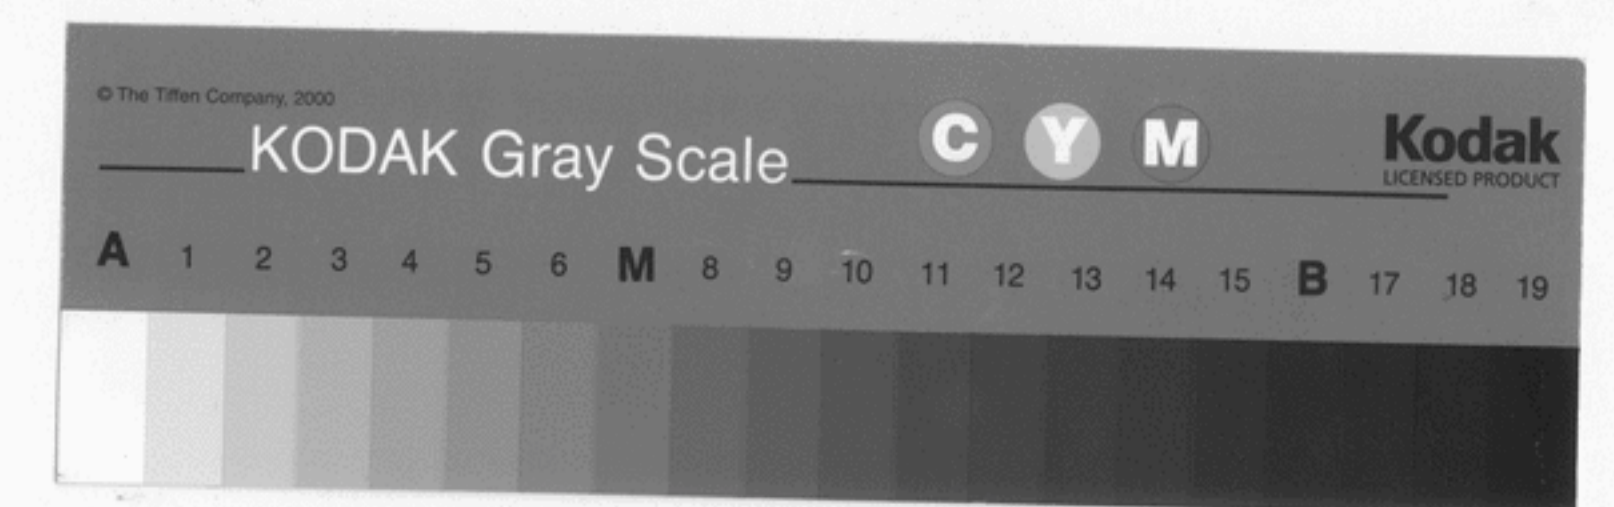 © The Tiffen Company, 2000
KODAK Gray Scale
C Y M
Kodak
LICENSED PRODUCT
A 1 2 3 4 5 6 M 8 9 10 11 12 13 14 15 B 17 18 19